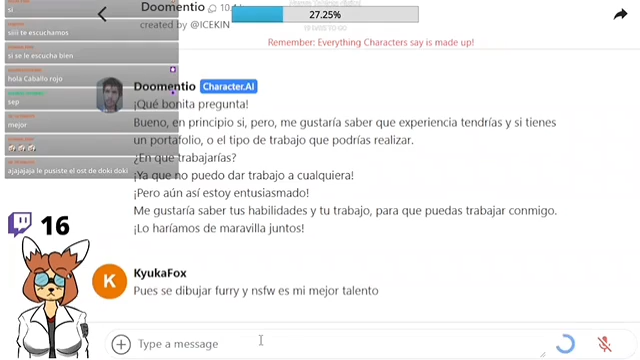 si
siiii te escuchamos
si se le escucha bien
hola Caballo rojo
sep
mejor
ajajajaja le pusiste el ost de doki doki
Doomentio
created by @ICEKIN
27.25%
Remember: Everything Characters say is made up!
Doomentio Character.AI
¡Qué bonita pregunta!
Bueno, en principio si, pero, me gustaría saber que experiencia tendrías y si tienes
un portafolio, o el tipo de trabajo que podrías realizar.
¿En que trabajarías?
¡Ya que no puedo dar trabajo a cualquiera!
¡Pero aún así estoy entusiasmado!
Me gustaría saber tus habilidades y tu trabajo, para que puedas trabajar conmigo.
¡Lo haríamos de maravilla juntos!
16
K
KyukaFox
Pues se dibujar furry y nsfw es mi mejor talento
Type a message